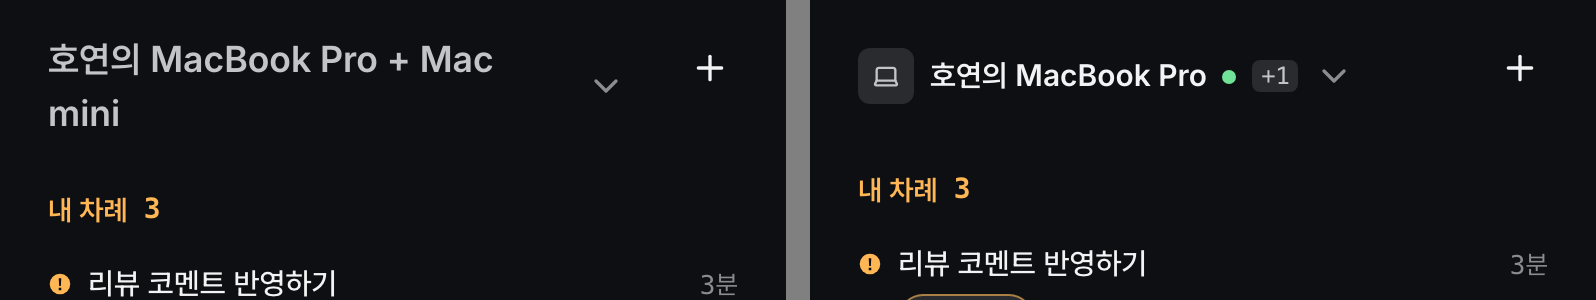 호연의 MacBook Pro + Mac
mini
내 차례 3
리뷰 코멘트 반영하기 3분
호연의 MacBook Pro +1
내 차례 3
리뷰 코멘트 반영하기 3분